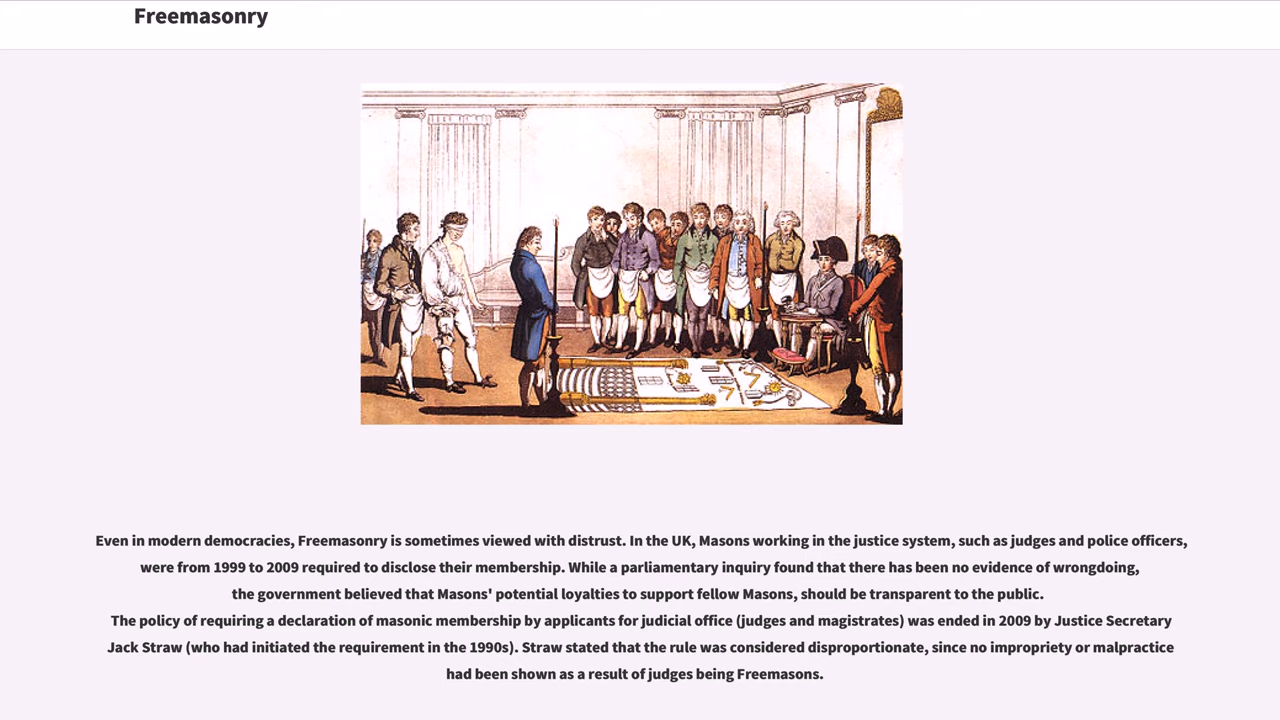 Freemasonry
Even in modern democracies, Freemasonry is sometimes viewed with distrust. In the UK, Masons working in the justice system, such as judges and police officers,
were from 1999 to 2009 required to disclose their membership. While a parliamentary inquiry found that there has been no evidence of wrongdoing,
the government believed that Masons' potential loyalties to support fellow Masons, should be transparent to the public.
The policy of requiring a declaration of masonic membership by applicants for judicial office (judges and magistrates) was ended in 2009 by Justice Secretary
Jack Straw (who had initiated the requirement in the 1990s). Straw stated that the rule was considered disproportionate, since no impropriety or malpractice
had been shown as a result of judges being Freemasons.